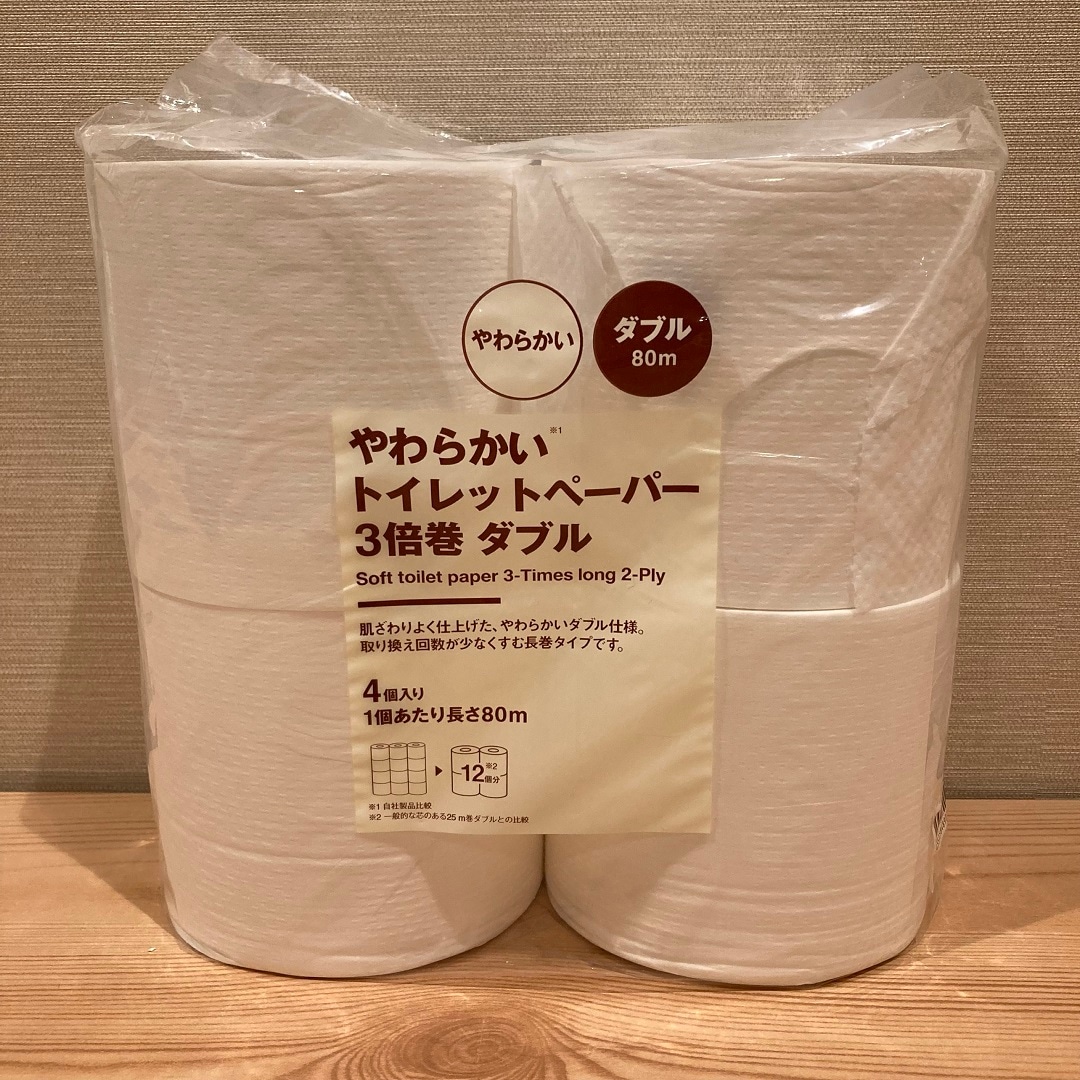 やわらかい
ダブル
80m
やわらかい※1
トイレットペーパー
3倍巻 ダブル
Soft toilet paper 3-Times long 2-Ply
肌ざわりよく仕上げた、やわらかいダブル仕様。
取り換え回数が少なくすむ長巻タイプです。
4個入り
1個あたり長さ80m
12個分※2
※1 自社製品比較
※2 一般的な芯のある25m巻ダブルとの比較